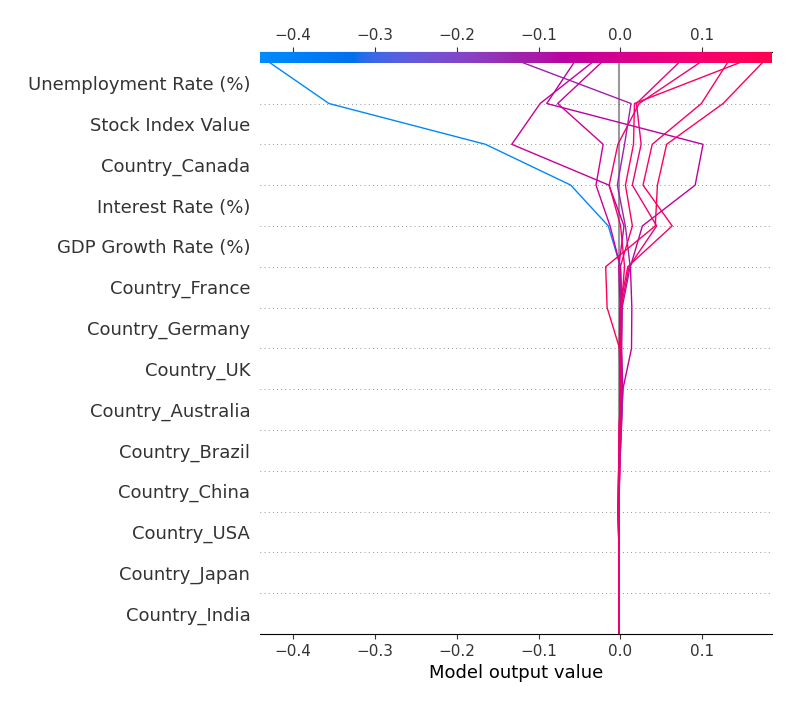 −0.4 −0.3 −0.2 −0.1 0.0 0.1
Unemployment Rate (%)
Stock Index Value
Country_Canada
Interest Rate (%)
GDP Growth Rate (%)
Country_France
Country_Germany
Country_UK
Country_Australia
Country_Brazil
Country_China
Country_USA
Country_Japan
Country_India
−0.4 −0.3 −0.2 −0.1 0.0 0.1
Model output value